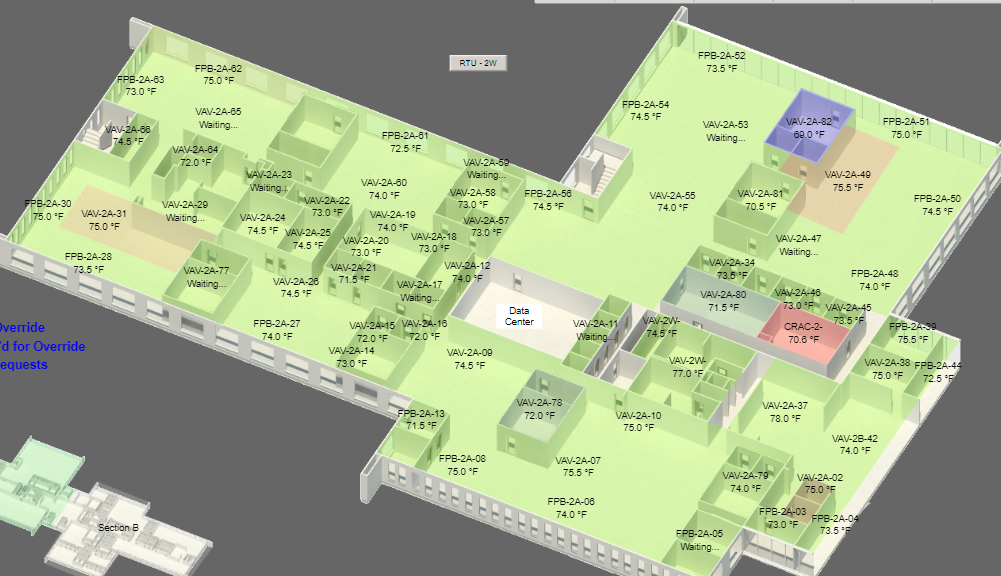 RTU - 2W
FPB-2A-52
73.5 °F
FPB-2A-62
75.0 °F
FPB-2A-63
73.0 °F
FPB-2A-54
74.5 °F
VAV-2A-65
Waiting...
VAV-2A-82
69.0 °F
FPB-2A-51
75.0 °F
VAV-2A-53
Waiting...
VAV-2A-66
74.5 °F
FPB-2A-61
72.5 °F
VAV-2A-64
72.0 °F
VAV-2A-59
Waiting...
VAV-2A-23
Waiting...
VAV-2A-49
75.5 °F
VAV-2A-60
74.0 °F
VAV-2A-58
73.0 °F
FPB-2A-56
74.5 °F
VAV-2A-55
74.0 °F
VAV-2A-81
70.5 °F
FPB-2A-50
74.5 °F
FPB-2A-30
75.0 °F
VAV-2A-31
75.0 °F
VAV-2A-29
Waiting...
VAV-2A-22
73.0 °F
VAV-2A-24
74.5 °F
VAV-2A-19
74.0 °F
VAV-2A-57
73.0 °F
VAV-2A-25
74.5 °F
VAV-2A-20
73.0 °F
VAV-2A-18
73.0 °F
VAV-2A-47
Waiting...
FPB-2A-28
73.5 °F
VAV-2A-77
Waiting...
VAV-2A-26
74.5 °F
VAV-2A-21
71.5 °F
VAV-2A-12
74.0 °F
VAV-2A-17
Waiting...
VAV-2A-34
73.5 °F
FPB-2A-48
74.0 °F
VAV-2A-80
71.5 °F
VAV-2A-46
73.0 °F
VAV-2A-45
73.5 °F
Data
Center
VAV-2A-11
Waiting...
VAV-2W-
74.5 °F
CRAC-2-
70.6 °F
FPB-2A-39
75.5 °F
Override
'd for Override
equests
FPB-2A-27
74.0 °F
VAV-2A-15
72.0 °F
VAV-2A-16
72.0 °F
VAV-2A-14
73.0 °F
VAV-2A-09
74.5 °F
VAV-2W-
77.0 °F
VAV-2A-38
75.0 °F
FPB-2A-44
72.5 °F
VAV-2A-78
72.0 °F
VAV-2A-37
78.0 °F
FPB-2A-13
71.5 °F
VAV-2A-10
75.0 °F
VAV-2B-42
74.0 °F
FPB-2A-08
75.0 °F
VAV-2A-07
75.5 °F
VAV-2A-79
74.0 °F
VAV-2A-02
75.0 °F
FPB-2A-06
74.0 °F
FPB-2A-03
73.0 °F
FPB-2A-04
73.5 °F
FPB-2A-05
Waiting...
Section B